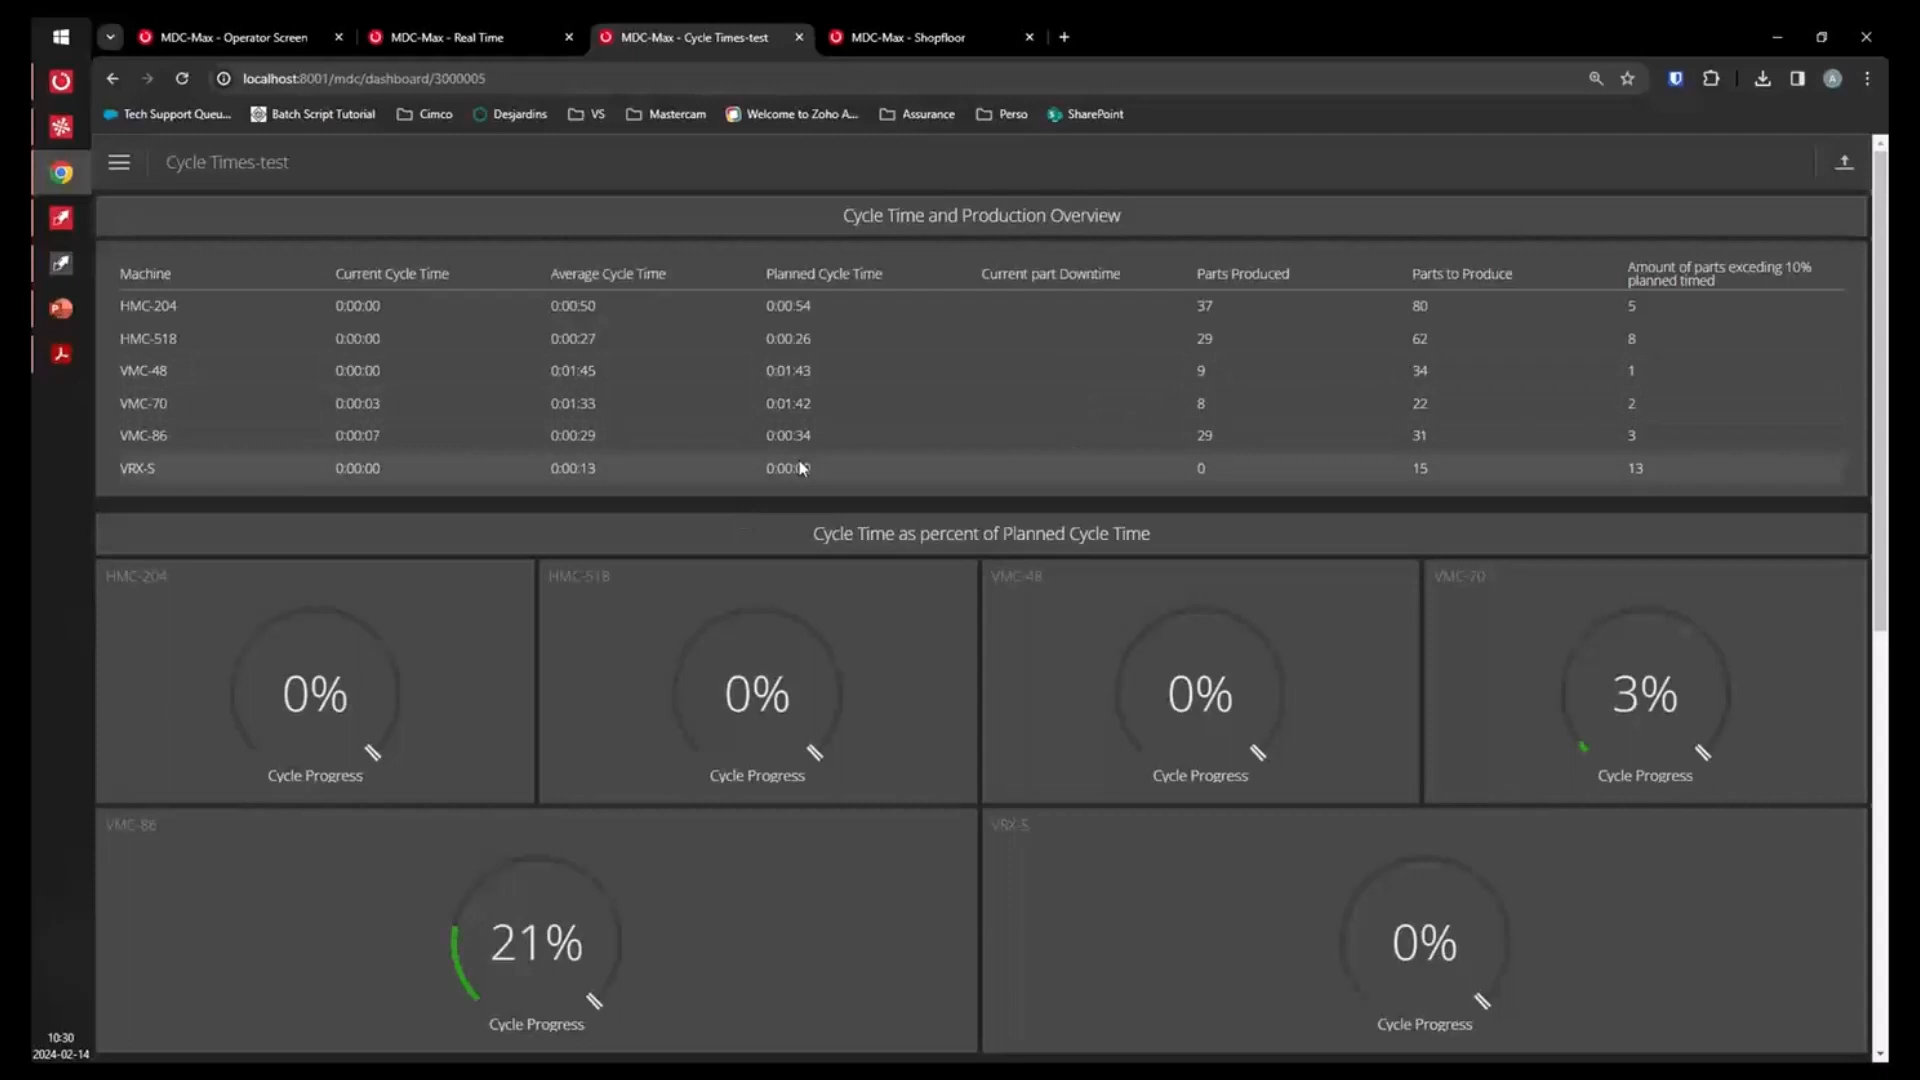 MDC-Max - Operator Screen
MDC-Max - Real Time
MDC-Max - Cycle Times-test
MDC-Max - Shopfloor
localhost:8001/mdc/dashboard/3000005
A
Tech Support Queu...
Batch Script Tutorial
Cimco
Desjardins
VS
Mastercam
Welcome to Zoho A...
Assurance
Perso
SharePoint
Cycle Times-test
Cycle Time and Production Overview
Machine Current Cycle Time Average Cycle Time Planned Cycle Time Current part Downtime Parts Produced Parts to Produce Amount of parts exceding 10% planned timed
HMC-204 0:00:00 0:00:50 0:00:54 37 80 5
HMC-518 0:00:00 0:00:27 0:00:26 29 62 8
VMC-48 0:00:00 0:01:45 0:01:43 9 34 1
VMC-70 0:00:03 0:01:33 0:01:42 8 22 2
VMC-86 0:00:07 0:00:29 0:00:34 29 31 3
VRX-S 0:00:00 0:00:13 0 15 13
Cycle Time as percent of Planned Cycle Time
HMC-204
0%
Cycle Progress
HMC-518
0%
Cycle Progress
VMC-48
0%
Cycle Progress
VMC-70
3%
Cycle Progress
VMC-86
21%
Cycle Progress
VRX-S
0%
Cycle Progress
10:30
2024-02-14